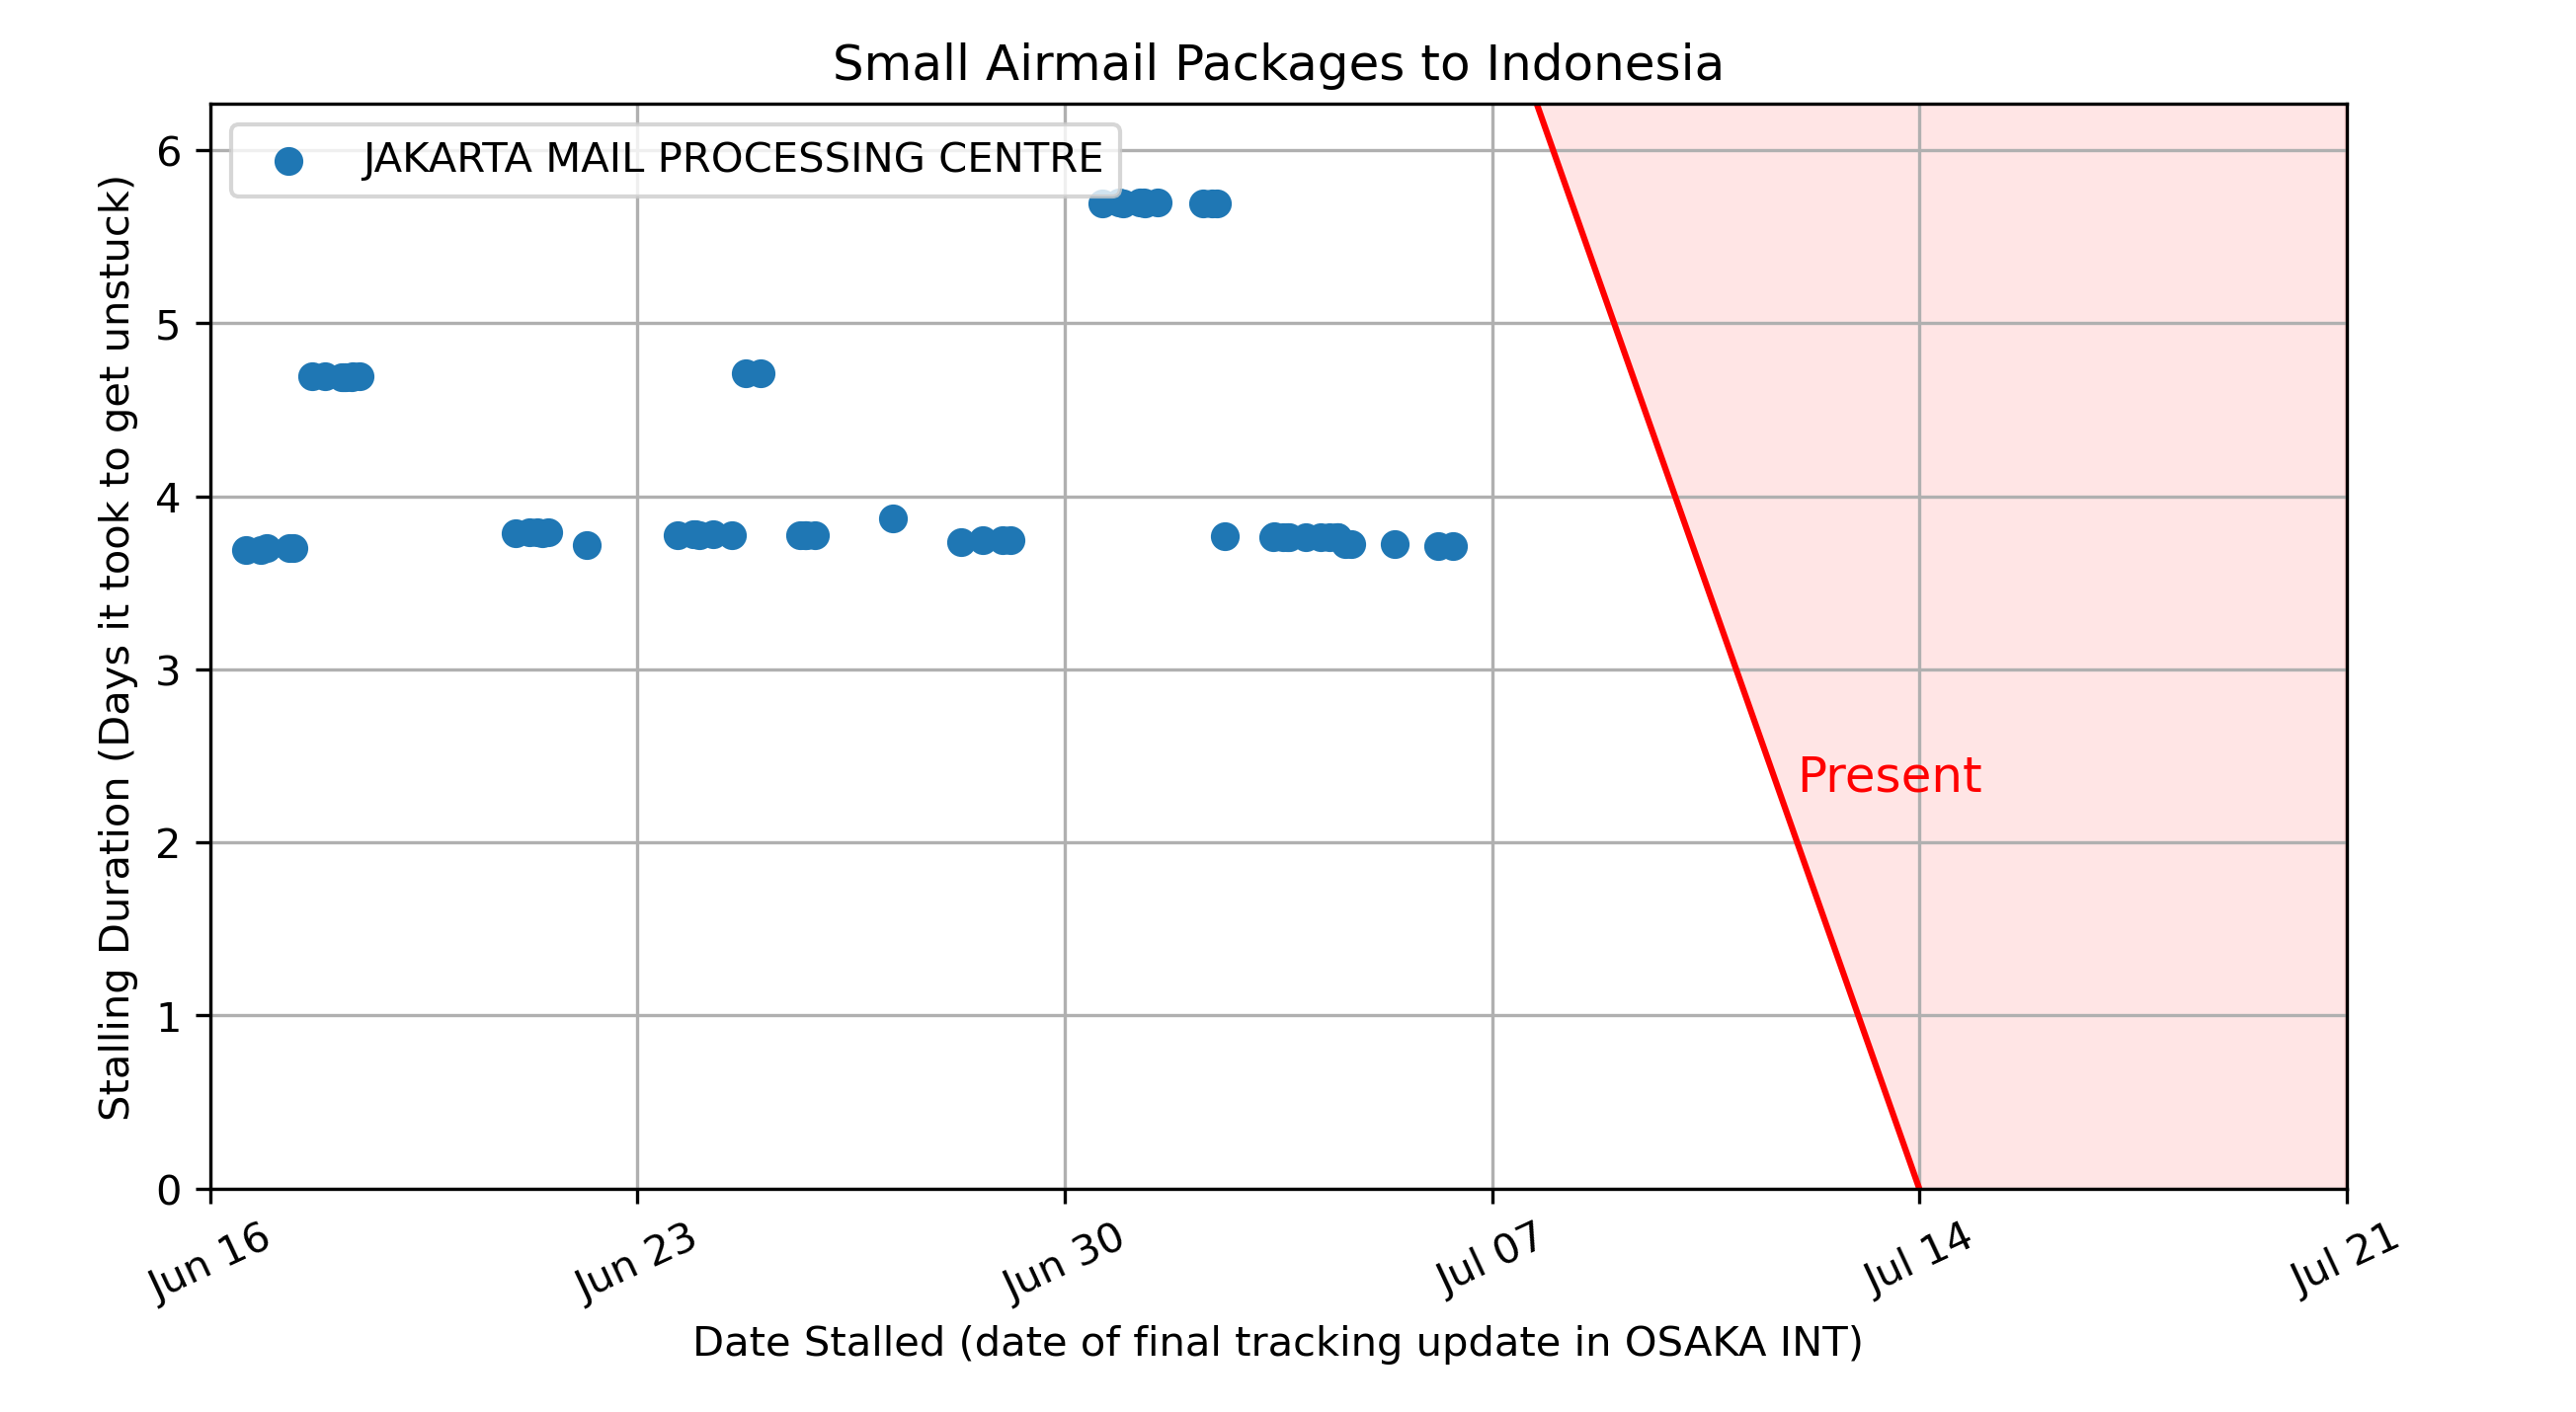 Small Airmail Packages to Indonesia
JAKARTA MAIL PROCESSING CENTRE
Stalling Duration (Days it took to get unstuck)
6
5
4
3
2
1
0
Present
Jun 16
Jun 23
Jun 30
Jul 07
Jul 14
Jul 21
Date Stalled (date of final tracking update in OSAKA INT)